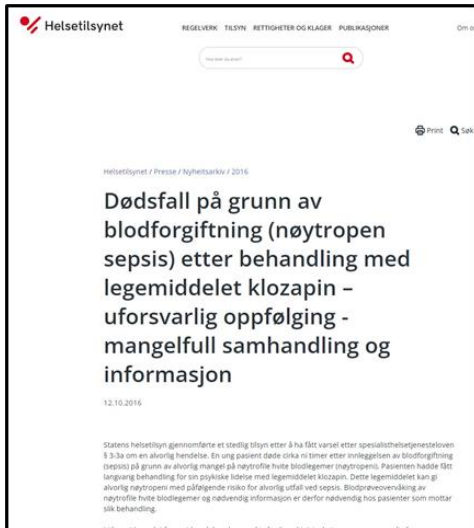 Helsetilsynet
REGELVERK TILSYN RETTIGHETER OG KLAGER PUBLIKASJONER
Om o
Hva leter du etter?
Print Søk
Helsetilsynet / Presse / Nyhetsarkiv / 2016
Dødsfall på grunn av
blodforgiftning (nøytropen
sepsis) etter behandling med
legemiddelet klozapin –
uforsvarlig oppfølging -
mangelfull samhandling og
informasjon
12.10.2016
Statens helsetilsyn gjennomførte et stedlig tilsyn etter å ha fått varsel etter spesialisthelsetjenesteloven
§ 3-3a om en alvorlig hendelse. En ung pasient døde cirka ni timer etter innleggelsen av blodforgiftning
(sepsis) på grunn av alvorlig mangel på nøytrofile hvite blodlegemer (nøytropeni). Pasienten hadde fått
langvarig behandling for sin psykiske lidelse med legemiddelet klozapin. Dette legemiddelet kan gi
alvorlig nøytropeni med påfølgende risiko for alvorlig utfall ved sepsis. Blodprøveovervåking av
nøytrofile hvite blodlegemer og nødvendig informasjon er derfor nødvendig hos pasienter som mottar
slik behandling.